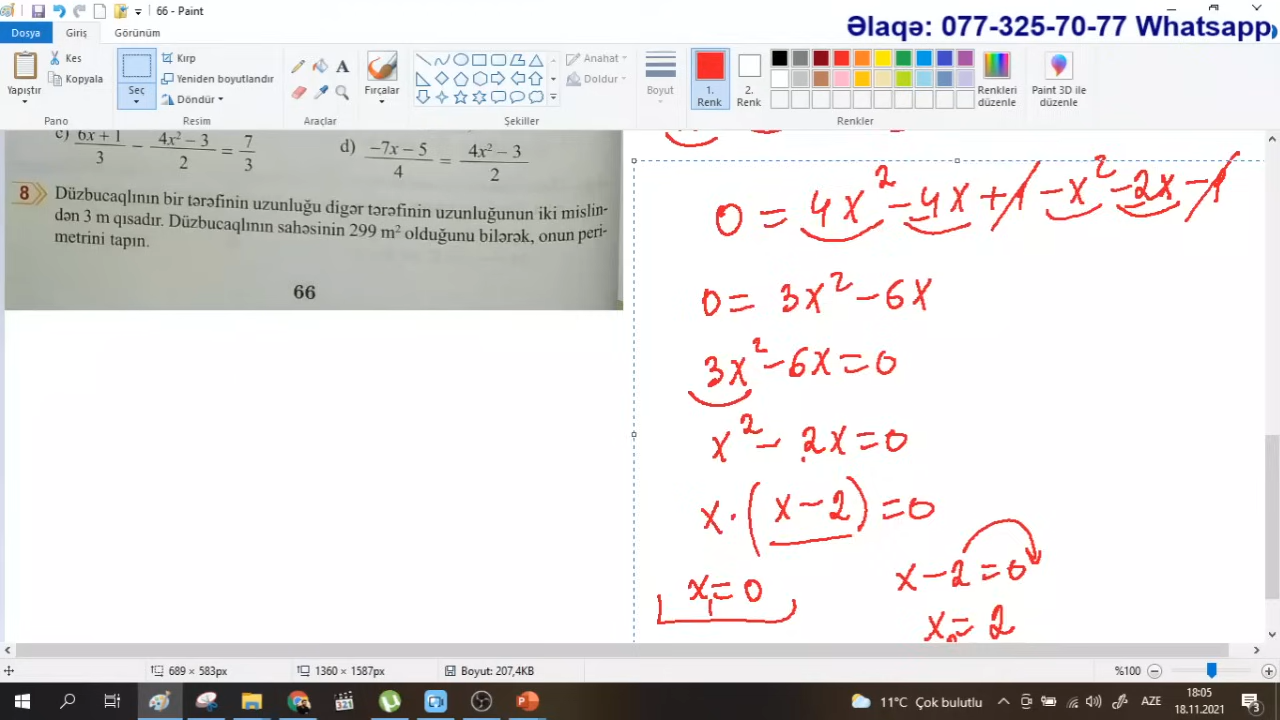 66 - Paint
Əlaqə: 077-325-70-77 Whatsapp
Dosya Giriş Görünüm
Yapıştır
Kes
Kopyala
Pano
Seç
Kırp
Yeniden boyutlandır
Döndür
Resim
Araçlar
Fırçalar
Anahat
Doldur
Şekiller
Boyut
1. Renk
2. Renk
Renkleri düzenle
Renkler
Paint 3D ile düzenle
c) (6x + 1)/3 − (4x² − 3)/2 = 7/3
d) (−7x − 5)/4 = (4x² − 3)/2
8 Düzbucaqlının bir tərəfinin uzunluğu digər tərəfinin uzunluğunun iki mislin-
dən 3 m qısadır. Düzbucaqlının sahəsinin 299 m² olduğunu bilərək, onun peri-
metrini tapın.
66
0 = 4x² − 4x + 1 − x² − 2x − 1
0 = 3x² − 6x
3x² − 6x = 0
x² − 2x = 0
x · (x − 2) = 0
x₁ = 0
x − 2 = 0
x₂ = 2
689 × 583px
1360 × 1587px
Boyut: 207,4KB
%100
11°C Çok bulutlu
AZE
18:05
18.11.2021
3